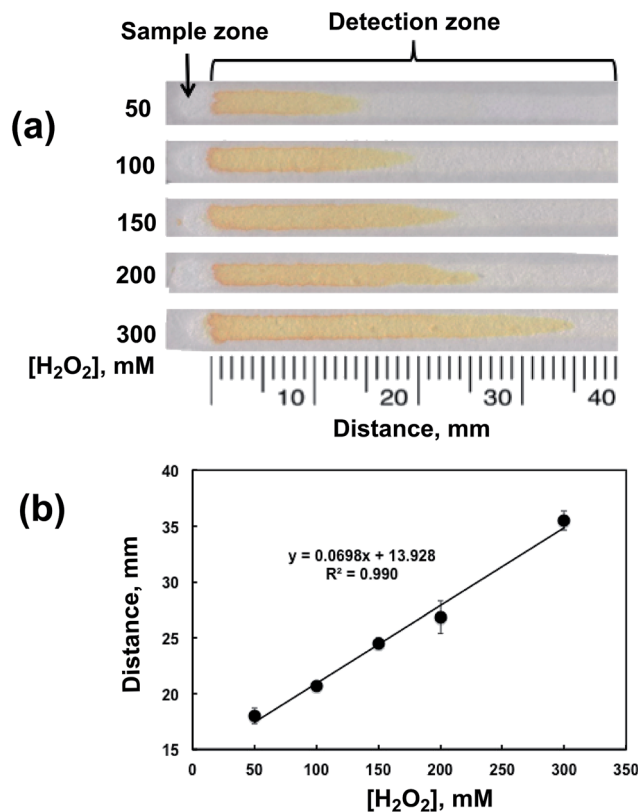 Sample zone
Detection zone
(a)
50
100
150
200
300
[H₂O₂], mM
10 20 30 40
Distance, mm
(b)
40
35
30
25
20
15
Distance, mm
y = 0.0698x + 13.928
R² = 0.990
0 50 100 150 200 250 300 350
[H₂O₂], mM